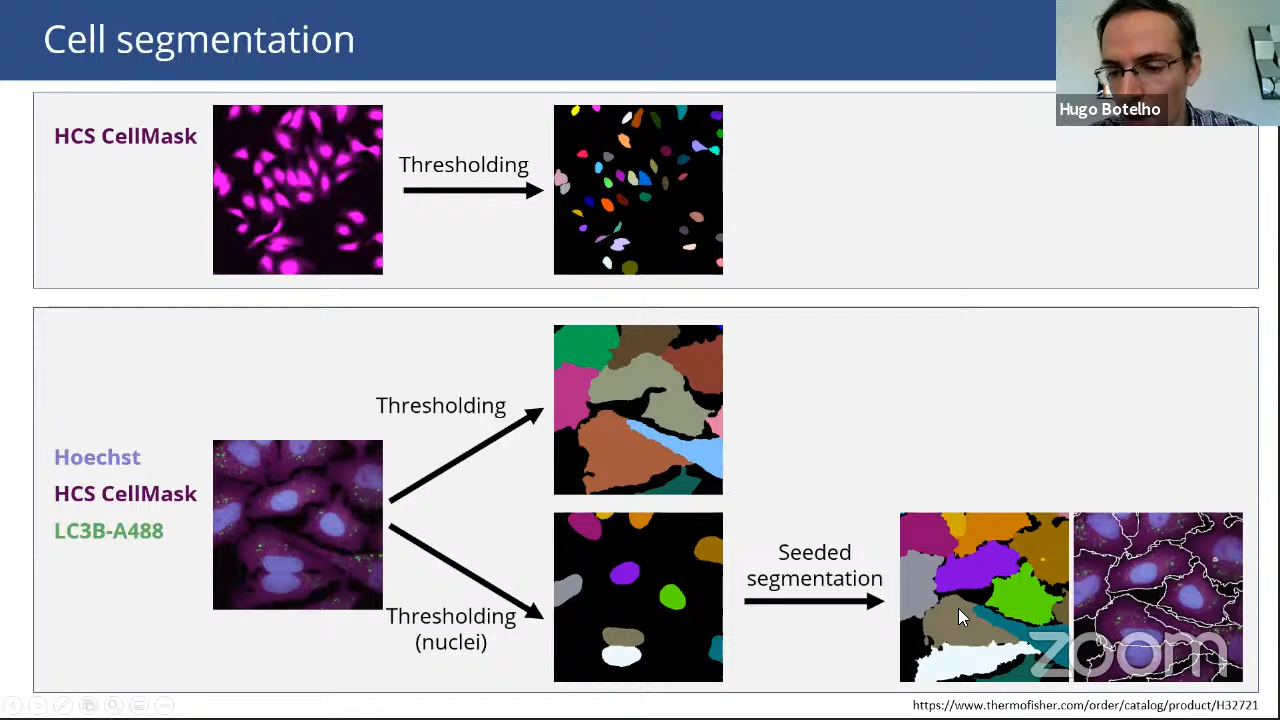 Cell segmentation
Hugo Botelho
HCS CellMask
Thresholding
Thresholding
Hoechst
HCS CellMask
LC3B-A488
Thresholding
(nuclei)
Seeded
segmentation
zoom
https://www.thermofisher.com/order/catalog/product/H32721